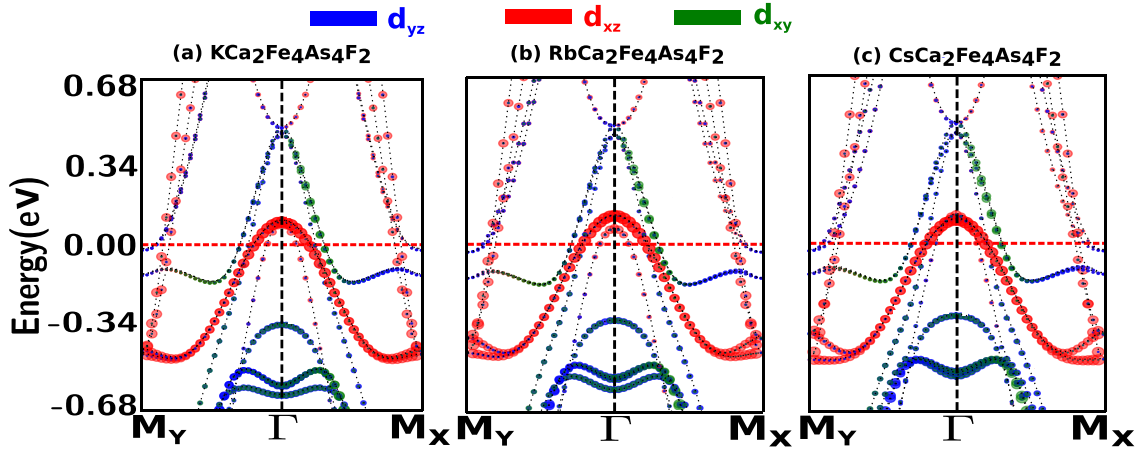 d_yz d_xz d_xy
(a) KCa₂Fe₄As₄F₂ (b) RbCa₂Fe₄As₄F₂ (c) CsCa₂Fe₄As₄F₂
Energy(eV)
0.68
0.34
0.00
-0.34
-0.68
M_Y Γ M_X M_Y Γ M_X M_Y Γ M_X